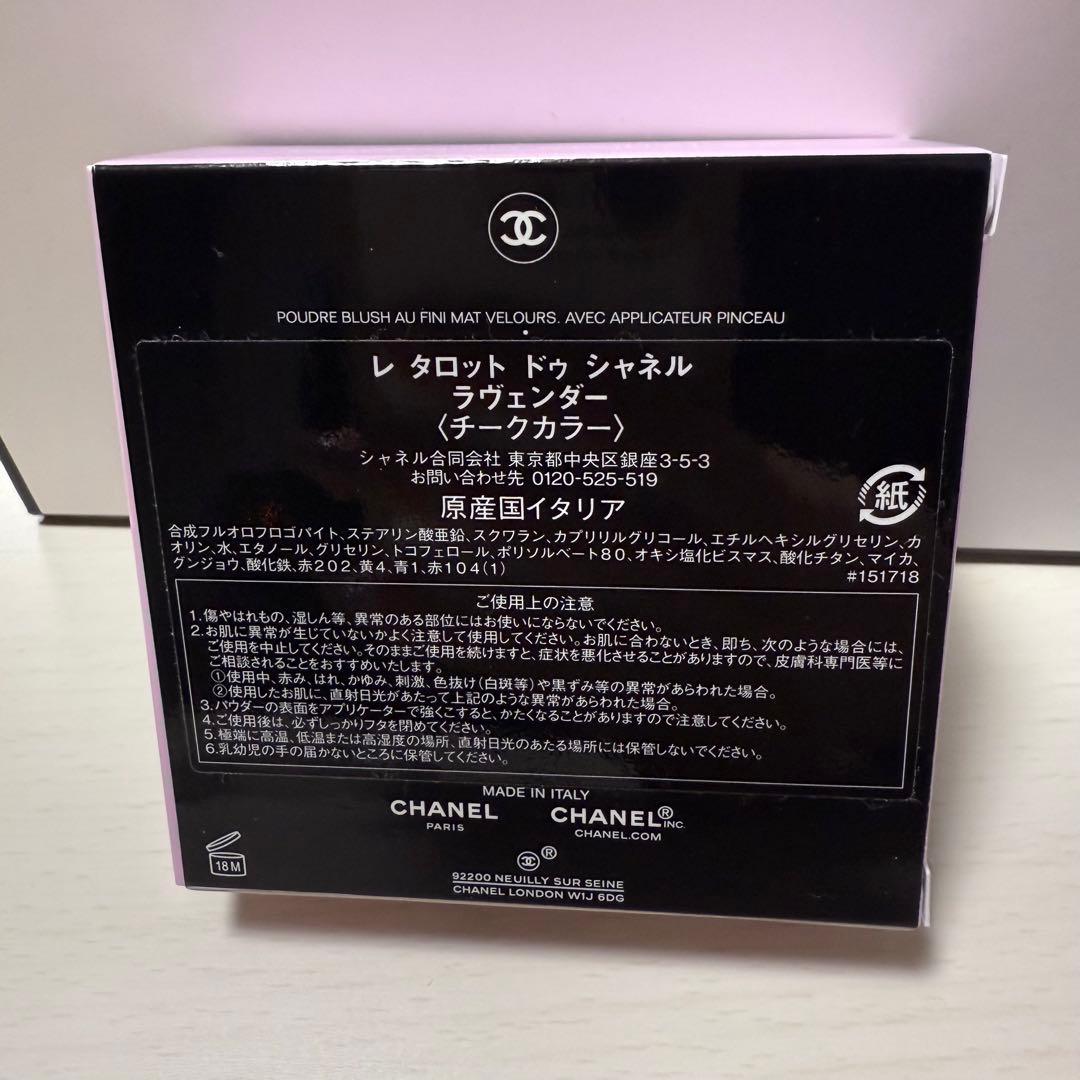 POUDRE BLUSH AU FINI MAT VELOURS. AVEC APPLICATEUR PINCEAU
レ タロット ドゥ シャネル
ラヴェンダー
〈チークカラー〉
シャネル合同会社 東京都中央区銀座3-5-3
お問い合わせ先 0120-525-519
原産国イタリア
紙
合成フルオロフロゴパイト、ステアリン酸亜鉛、スクワラン、カプリリルグリコール、エチルヘキシルグリセリン、カ
オリン、水、エタノール、グリセリン、トコフェロール、ポリソルベート80、オキシ塩化ビスマス、酸化チタン、マイカ、
グンジョウ、酸化鉄、赤202、黄4、青1、赤104(1)
#151718
ご使用上の注意
1.傷やはれもの、湿しん等、異常のある部位にはお使いにならないでください。
2.お肌に異常が生じていないかよく注意して使用してください。お肌に合わないとき、即ち、次のような場合には、
ご使用を中止してください。そのままご使用を続けますと、症状を悪化させることがありますので、皮膚科専門医等に
ご相談されることをおすすめいたします。
①使用中、赤み、はれ、かゆみ、刺激、色抜け(白斑等)や黒ずみ等の異常があらわれた場合。
②使用したお肌に、直射日光があたって上記のような異常があらわれた場合。
3.パウダーの表面をアプリケーターで強くこすると、かたくなることがありますので注意してください。
4.ご使用後は、必ずしっかりフタを閉めてください。
5.極端に高温、低温または高湿度の場所、直射日光のあたる場所には保管しないでください。
6.乳幼児の手の届かないところに保管してください。
MADE IN ITALY
CHANEL CHANEL® INC.
PARIS CHANEL.COM
18 M
®
92200 NEUILLY SUR SEINE
CHANEL LONDON W1J 6DG